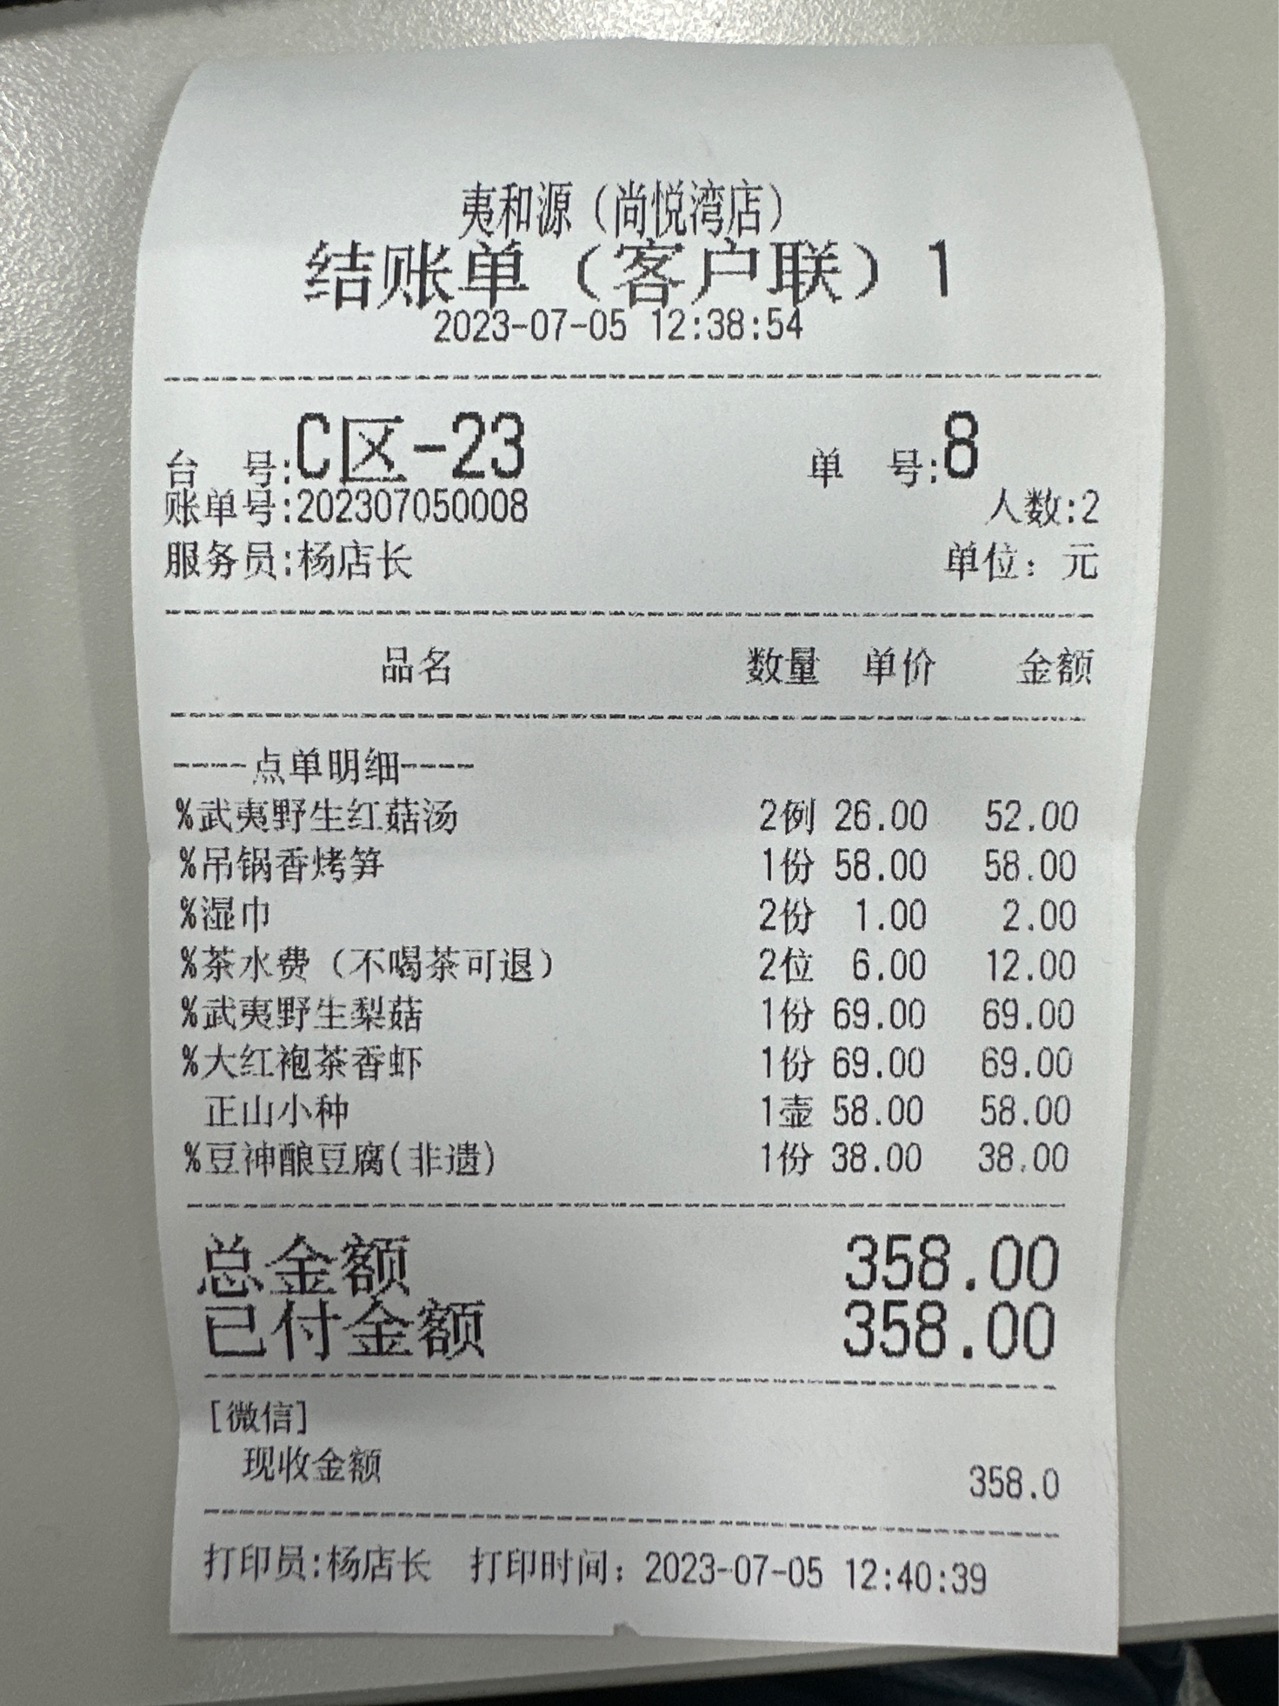 夷和源（尚悦湾店）
结账单（客户联）1
2023-07-05 12:38:54
台 号:C区-23 单 号:8
账单号:202307050008 人数:2
服务员:杨店长 单位：元
品名 数量 单价 金额
----点单明细----
%武夷野生红菇汤 2例 26.00 52.00
%吊锅香烤笋 1份 58.00 58.00
%湿巾 2份 1.00 2.00
%茶水费（不喝茶可退） 2位 6.00 12.00
%武夷野生梨菇 1份 69.00 69.00
%大红袍茶香虾 1份 69.00 69.00
正山小种 1壶 58.00 58.00
%豆神酿豆腐(非遗) 1份 38.00 38.00
总金额 358.00
已付金额 358.00
[微信]
现收金额 358.0
打印员:杨店长 打印时间：2023-07-05 12:40:39